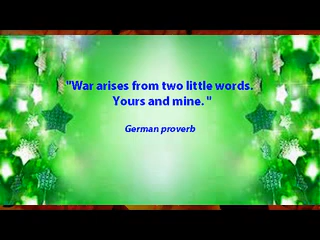 "War arises from two little words.
Yours and mine. "
German proverb